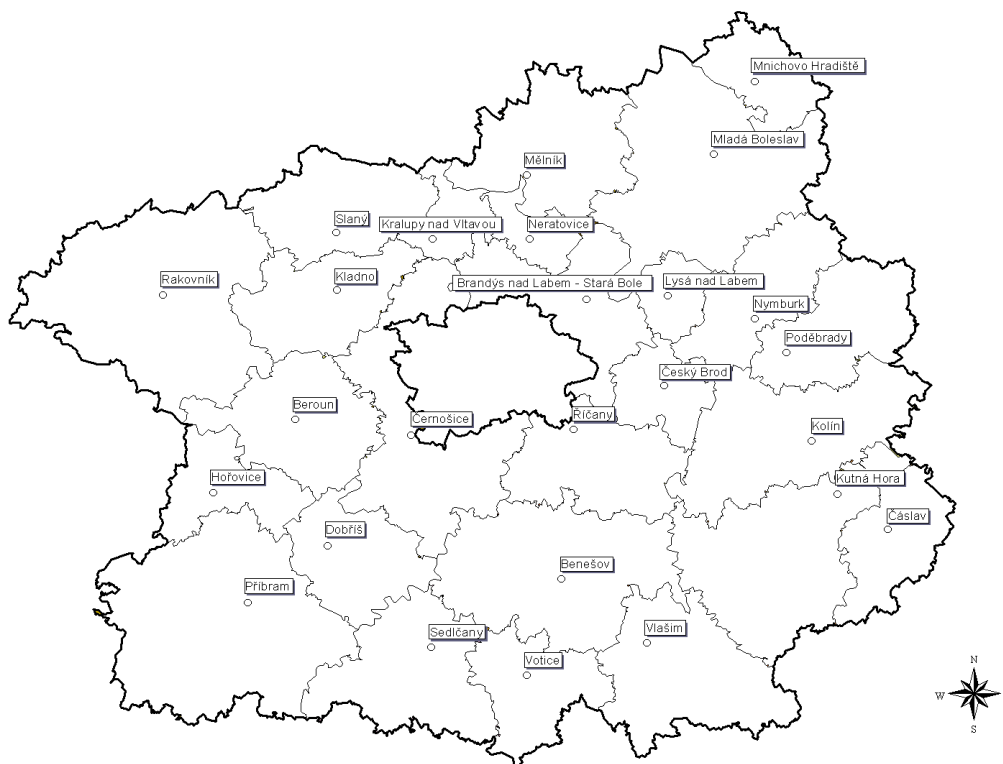 Mnichovo Hradiště
Mladá Boleslav
Mělník
Slaný
Kralupy nad Vltavou
Neratovice
Rakovník
Kladno
Brandýs nad Labem - Stará Bole
Lysá nad Labem
Nymburk
Poděbrady
Český Brod
Beroun
Černošice
Říčany
Kolín
Hořovice
Kutná Hora
Čáslav
Dobříš
Benešov
Příbram
Sedlčany
Vlašim
Votice
N
W
S